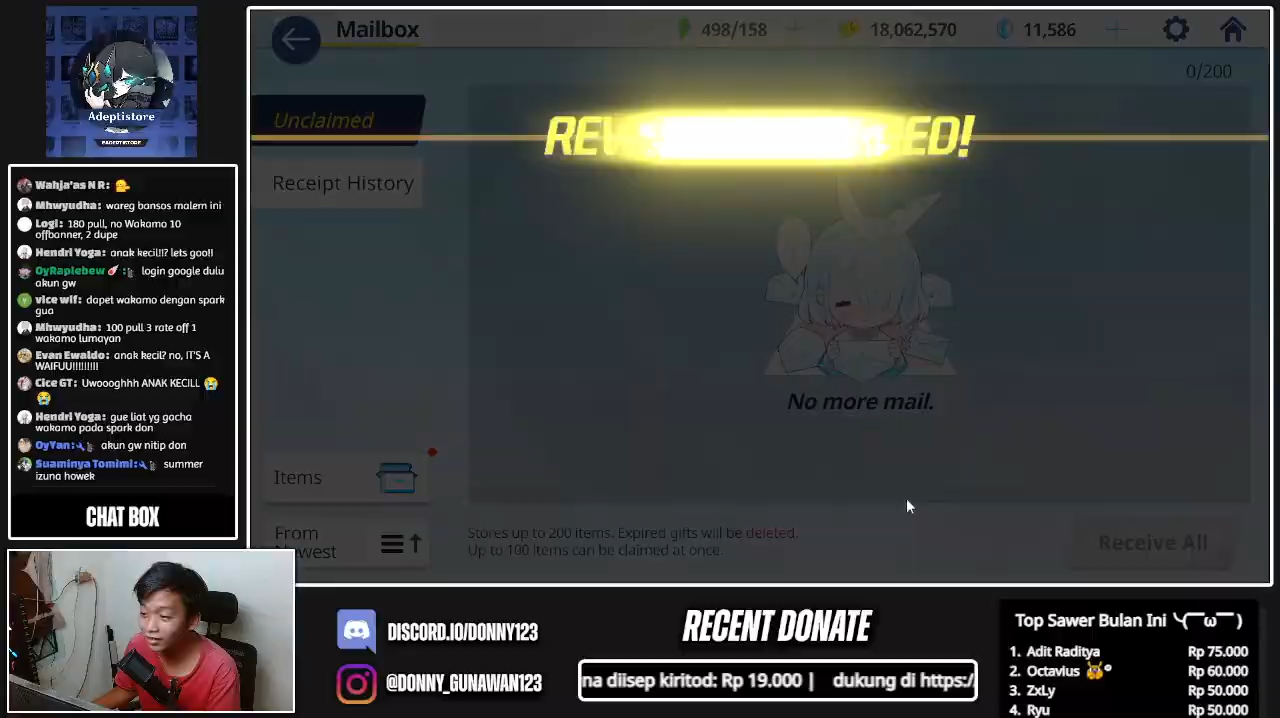 Adeptistore
Wahja'as N R:
Mhwyudha: wareg bansos malem ini
Logi: 180 pull, no Wakamo 10
offbanner, 2 dupe
Hendri Yoga: anak kecil!!? lets goo!!
OyRaplebew : login google dulu
akun gw
vice wif: dapet wakamo dengan spark
gua
Mhwyudha: 100 pull 3 rate off 1
wakamo lumayan
Evan Ewaldo: anak kecil? no, IT'S A
WAIFUU!!!!!!!!!
Cice GT: Uwoooghhh ANAK KECILL 😭
😭
Hendri Yoga: gue liat yg gacha
wakamo pada spark don
OyYan: akun gw nitip don
Suaminya Tomimi: summer
izuna howek
CHAT BOX
Mailbox
498/158
18,062,570
11,586
0/200
Unclaimed
Receipt History
No more mail.
Items
From
Newest
Stores up to 200 items. Expired gifts will be deleted.
Up to 100 items can be claimed at once.
Receive All
DISCORD.IO/DONNY123
@DONNY_GUNAWAN123
RECENT DONATE
na diisep kiritod: Rp 19.000 | dukung di https:/
Top Sawer Bulan Ini ╰(￣ω￣)
1. Adit Raditya Rp 75.000
2. Octavius Rp 60.000
3. ZxLy Rp 50.000
4. Ryu Rp 50.000